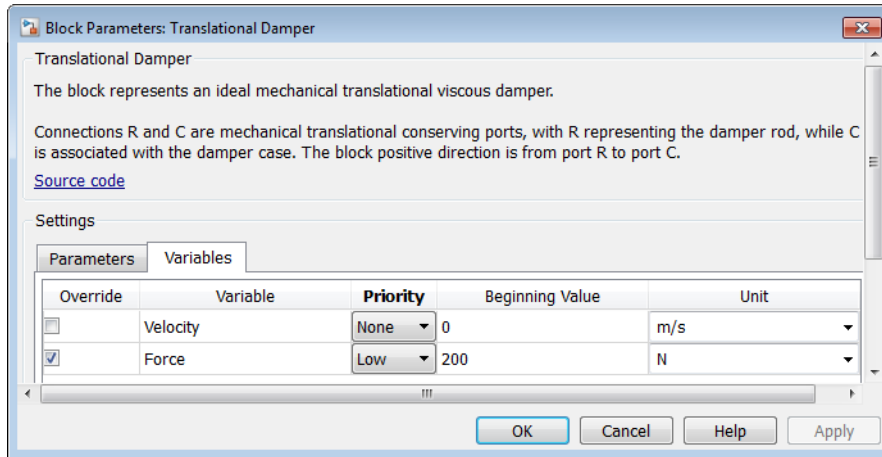 Block Parameters: Translational Damper
Translational Damper
The block represents an ideal mechanical translational viscous damper.
Connections R and C are mechanical translational conserving ports, with R representing the damper rod, while C
is associated with the damper case. The block positive direction is from port R to port C.
Source code
Settings
Parameters Variables
Override Variable Priority Beginning Value Unit
Velocity None 0 m/s
Force Low 200 N
OK Cancel Help Apply